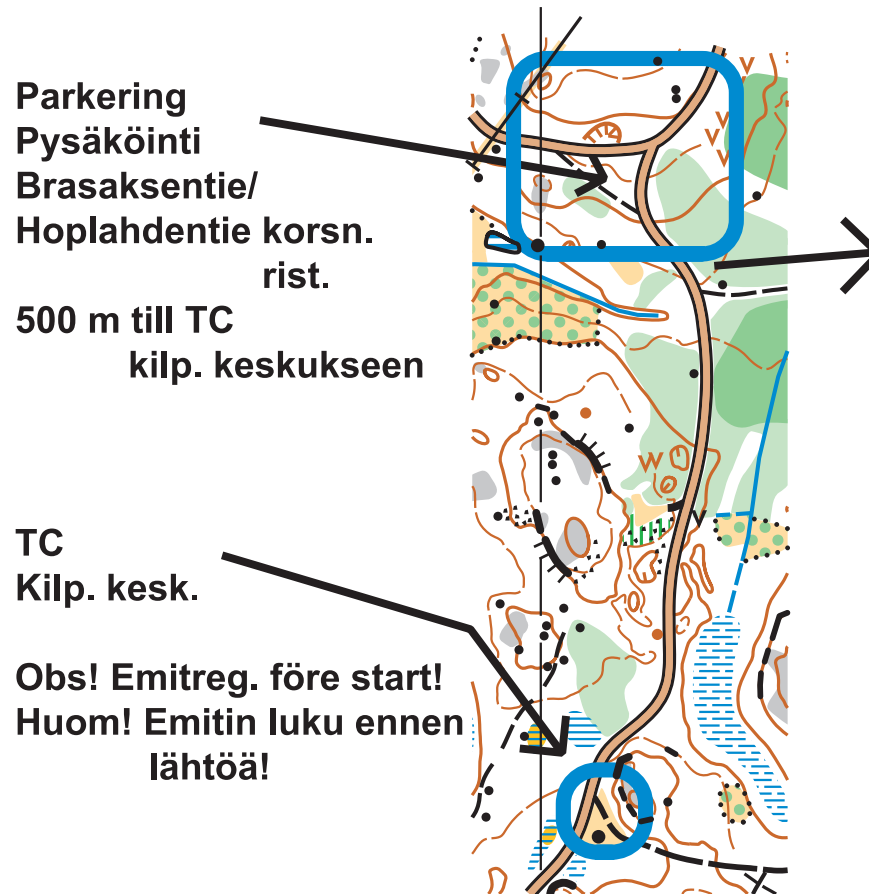 Parkering
Pysäköinti
Brasaksentie/
Hoplahdentie korsn.
rist.
500 m till TC
kilp. keskukseen
TC
Kilp. kesk.
Obs! Emitreg. före start!
Huom! Emitin luku ennen
lähtöä!